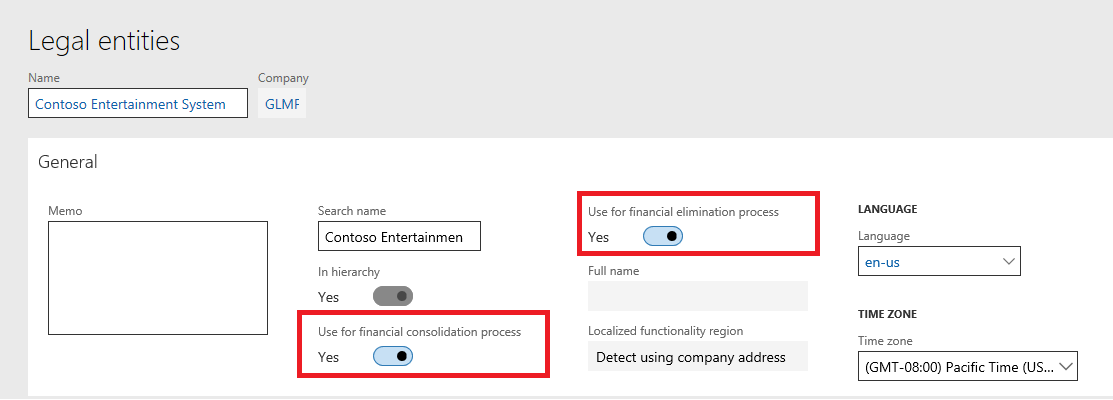 Legal entities
Name
Company
Contoso Entertainment System
GLMF
General
Memo
Search name
Contoso Entertainmen
In hierarchy
Yes
Use for financial consolidation process
Yes
Use for financial elimination process
Yes
Full name
Localized functionality region
Detect using company address
LANGUAGE
Language
en-us
TIME ZONE
Time zone
(GMT-08:00) Pacific Time (US...